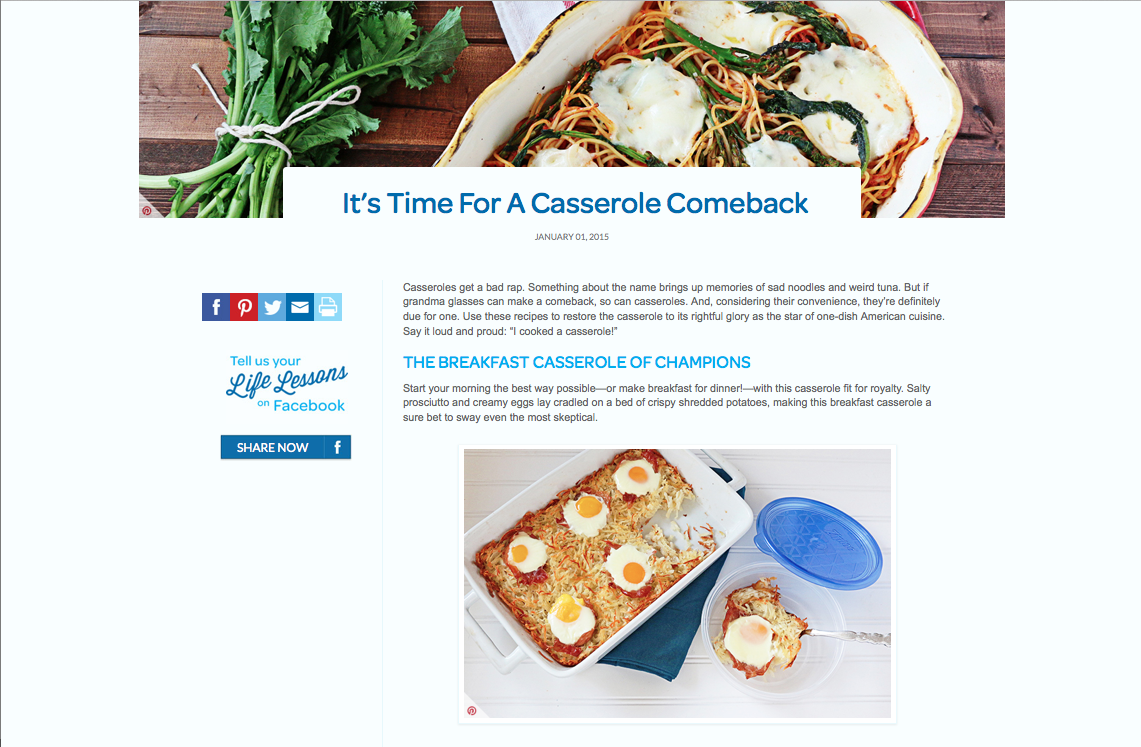 It's Time For A Casserole Comeback
JANUARY 01, 2015
Casseroles get a bad rap. Something about the name brings up memories of sad noodles and weird tuna. But if
grandma glasses can make a comeback, so can casseroles. And, considering their convenience, they're definitely
due for one. Use these recipes to restore the casserole to its rightful glory as the star of one-dish American cuisine.
Say it loud and proud: “I cooked a casserole!”
Tell us your
Life Lessons
on Facebook
SHARE NOW
THE BREAKFAST CASSEROLE OF CHAMPIONS
Start your morning the best way possible—or make breakfast for dinner!—with this casserole fit for royalty. Salty
prosciutto and creamy eggs lay cradled on a bed of crispy shredded potatoes, making this breakfast casserole a
sure bet to sway even the most skeptical.